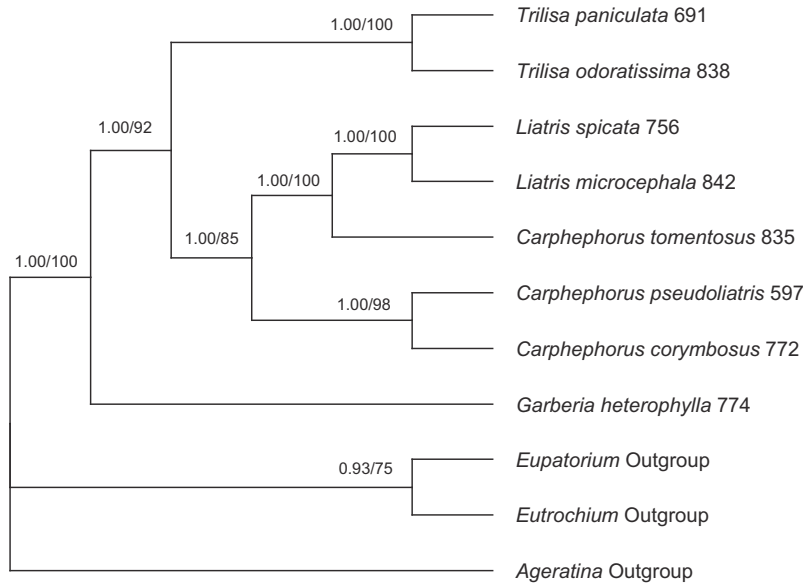 1.00/100
Trilisa paniculata 691
Trilisa odoratissima 838
1.00/92
1.00/100
Liatris spicata 756
1.00/100
Liatris microcephala 842
1.00/85
Carphephorus tomentosus 835
1.00/100
1.00/98
Carphephorus pseudoliatris 597
Carphephorus corymbosus 772
Garberia heterophylla 774
0.93/75
Eupatorium Outgroup
Eutrochium Outgroup
Ageratina Outgroup